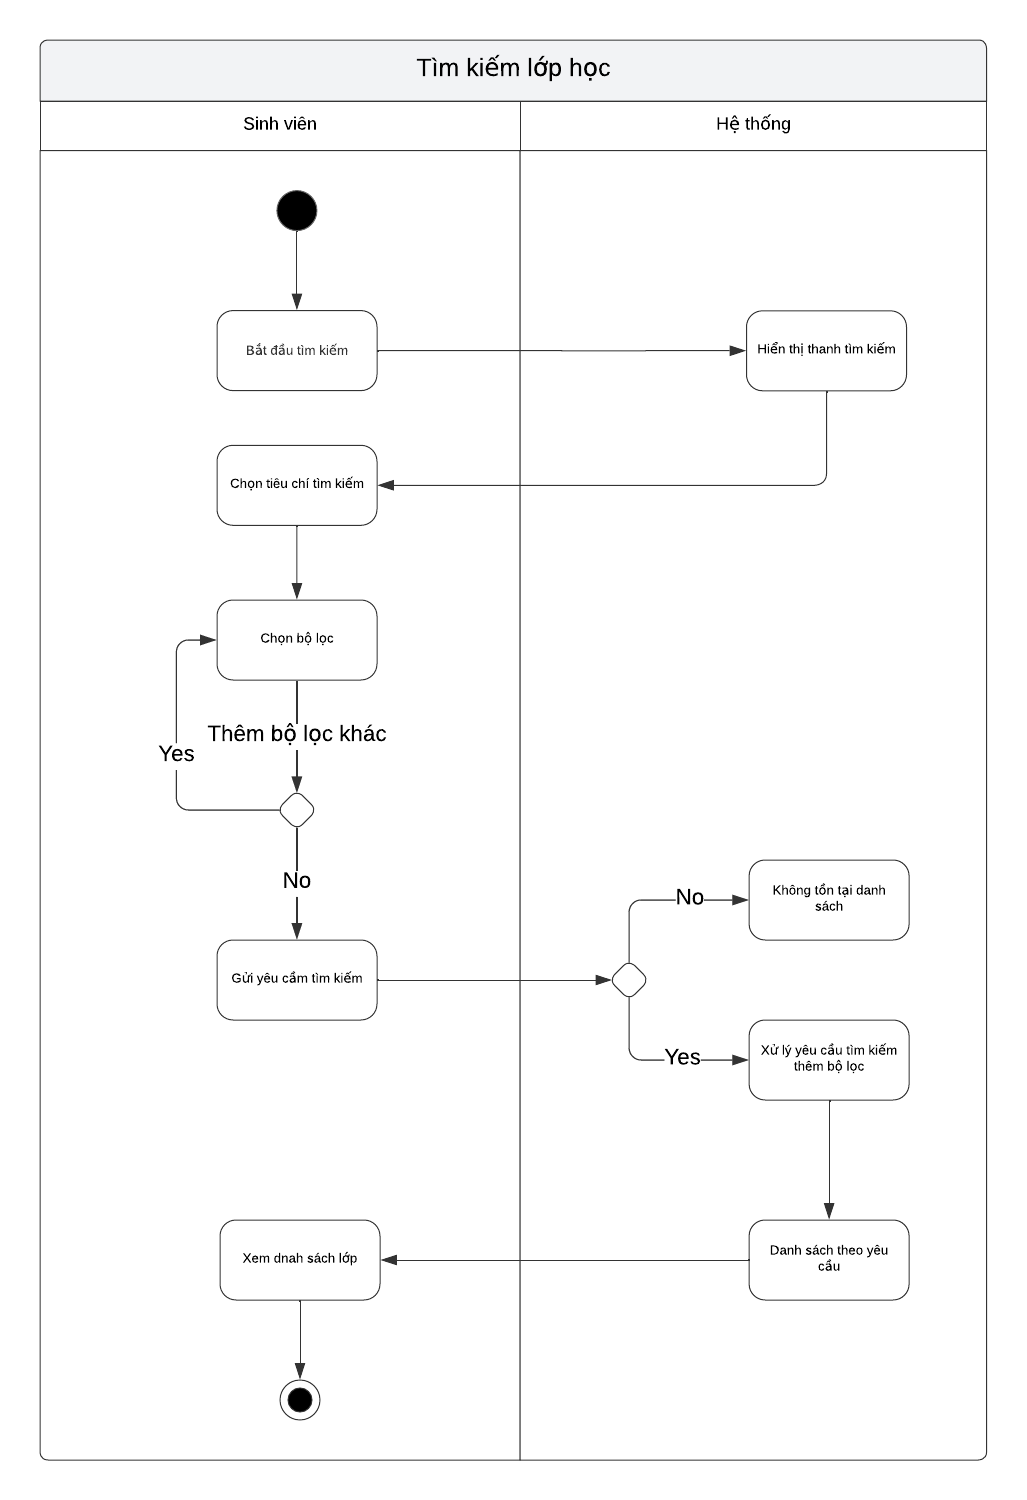 Tìm kiếm lớp học
Sinh viên
Hệ thống
Bắt đầu tìm kiếm
Hiển thị thanh tìm kiếm
Chọn tiêu chí tìm kiếm
Chọn bộ lọc
Thêm bộ lọc khác
Yes
No
Không tồn tại danh
sách
No
Gửi yêu cầm tìm kiếm
Yes
Xử lý yêu cầu tìm kiếm
thêm bộ lọc
Xem dnah sách lớp
Danh sách theo yêu
cầu